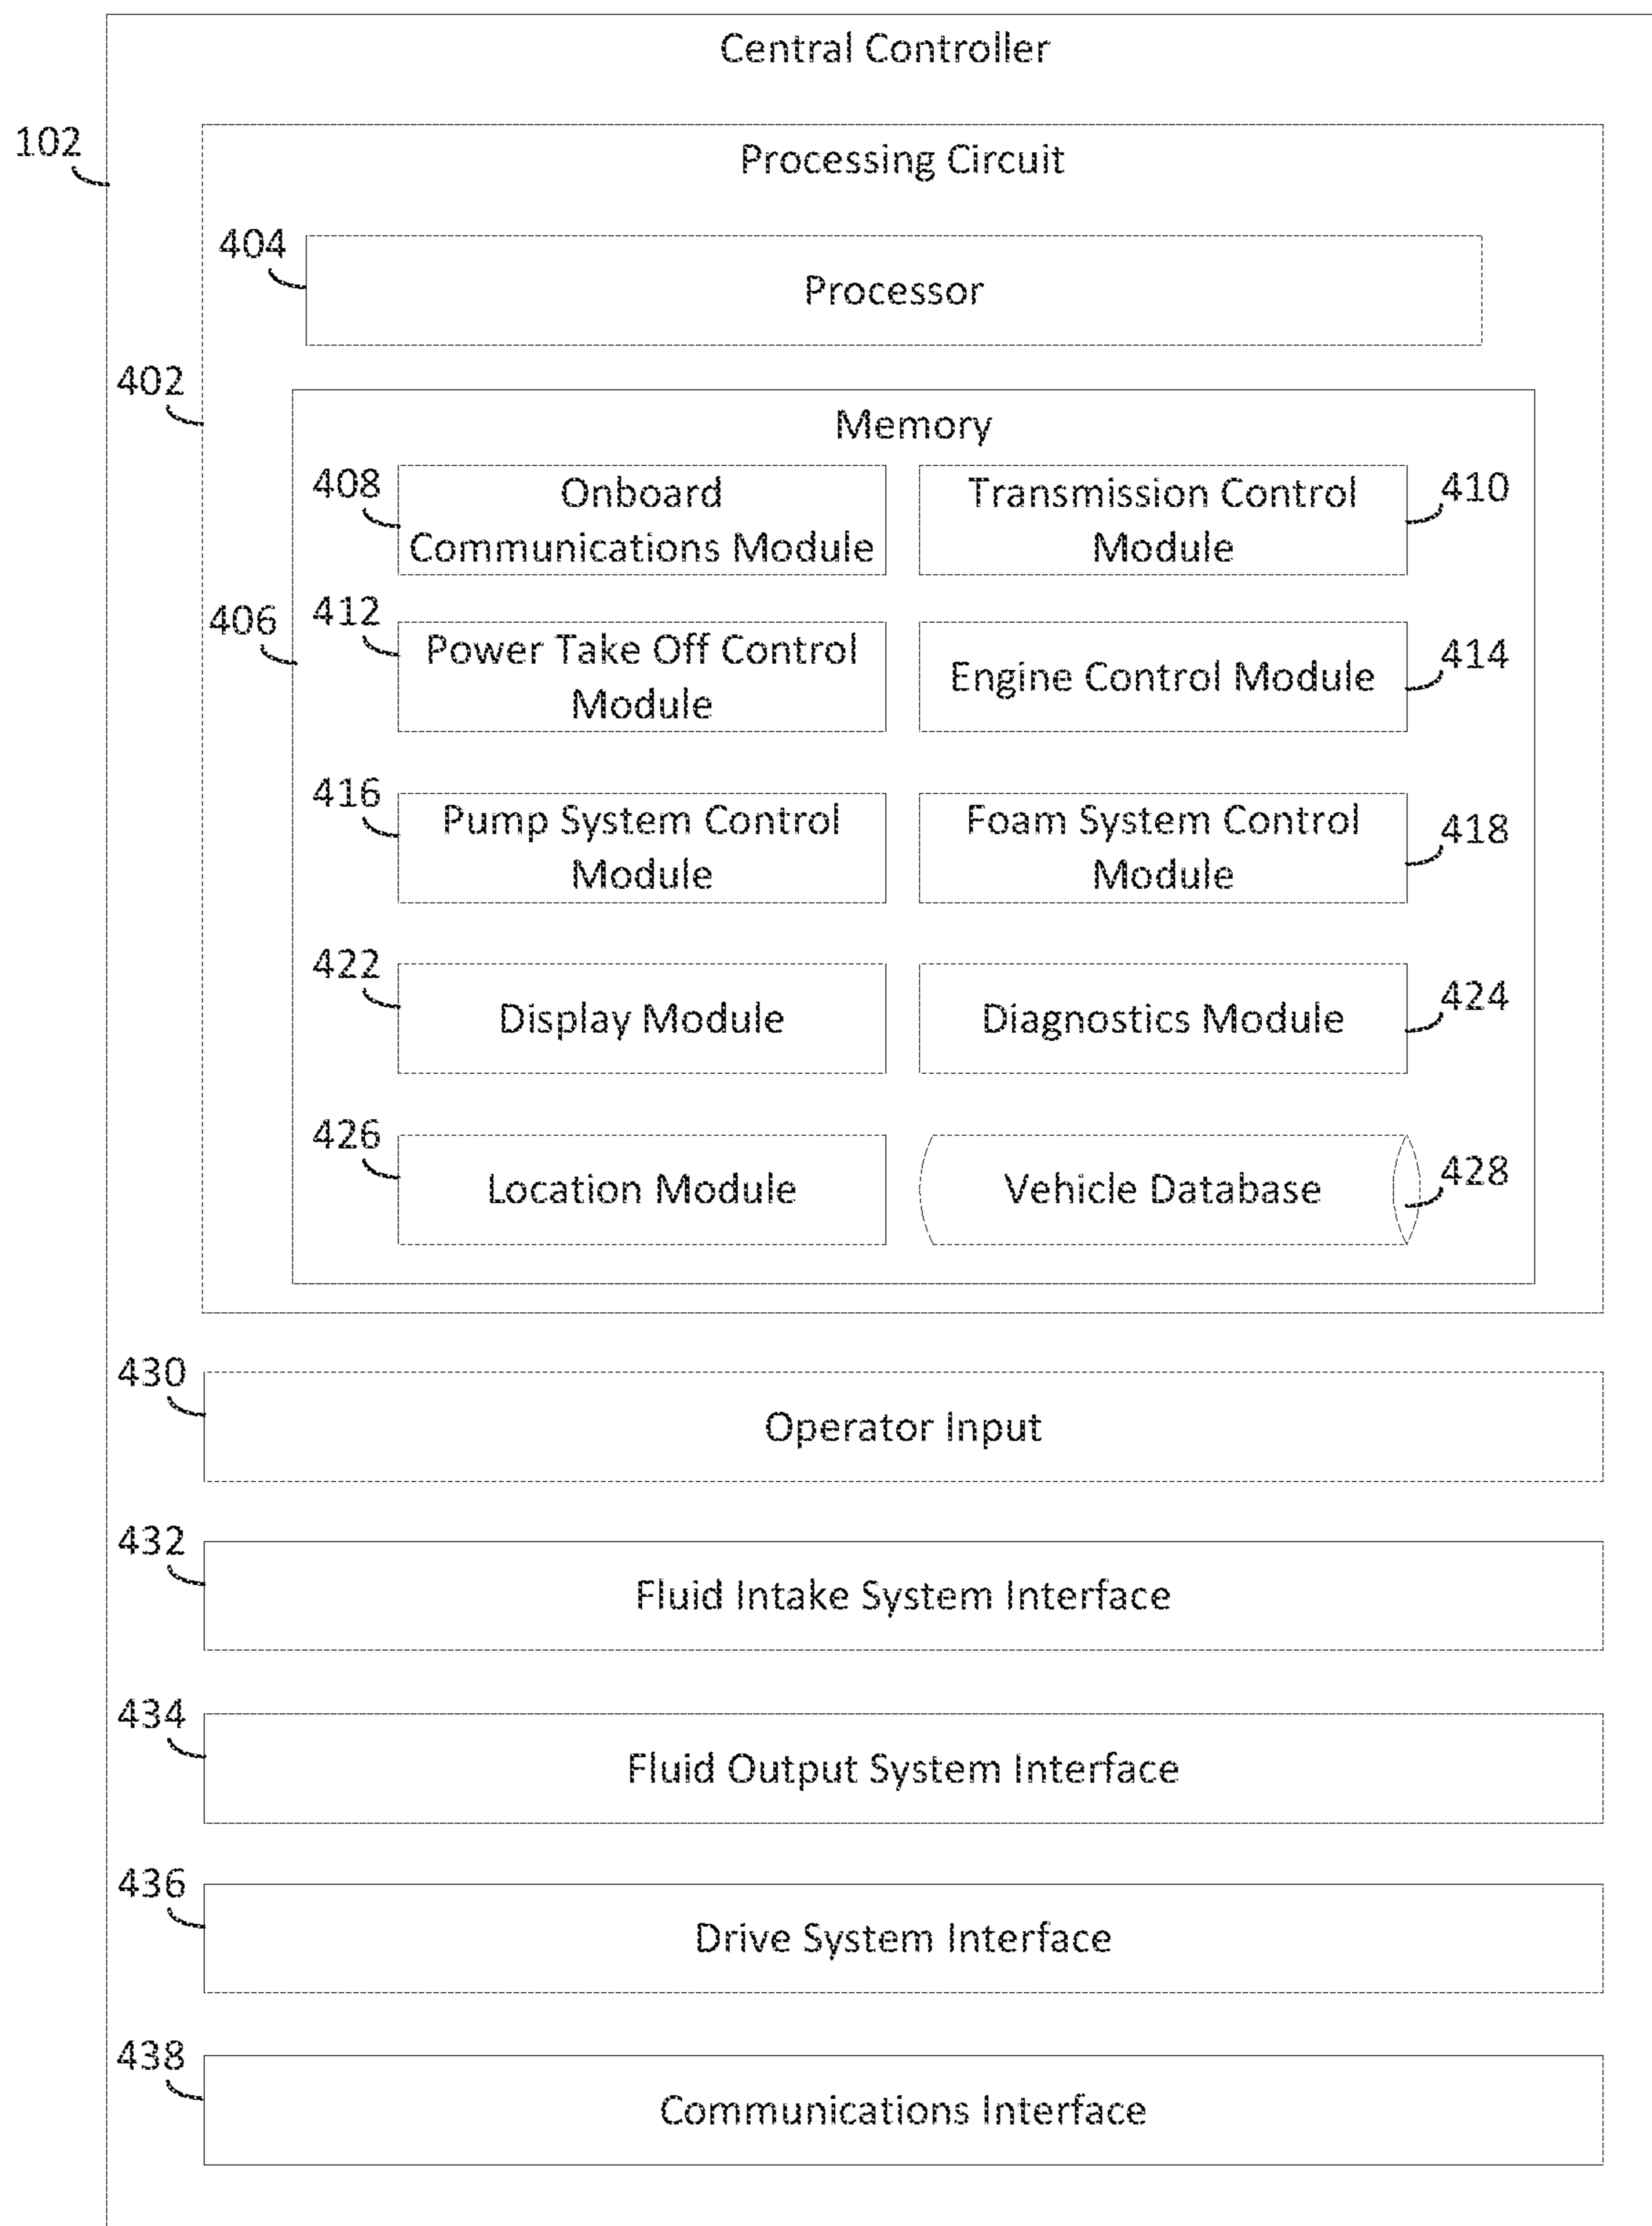 Central Controller
102
Processing Circuit
404
Processor
402
Memory
408
Onboard
Communications Module
Transmission Control
Module
410
406
412
Power Take Off Control
Module
Engine Control Module
414
416
Pump System Control
Module
Foam System Control
Module
418
422
Display Module
Diagnostics Module
424
426
Location Module
Vehicle Database
428
430
Operator Input
432
Fluid Intake System Interface
434
Fluid Output System Interface
436
Drive System Interface
438
Communications Interface